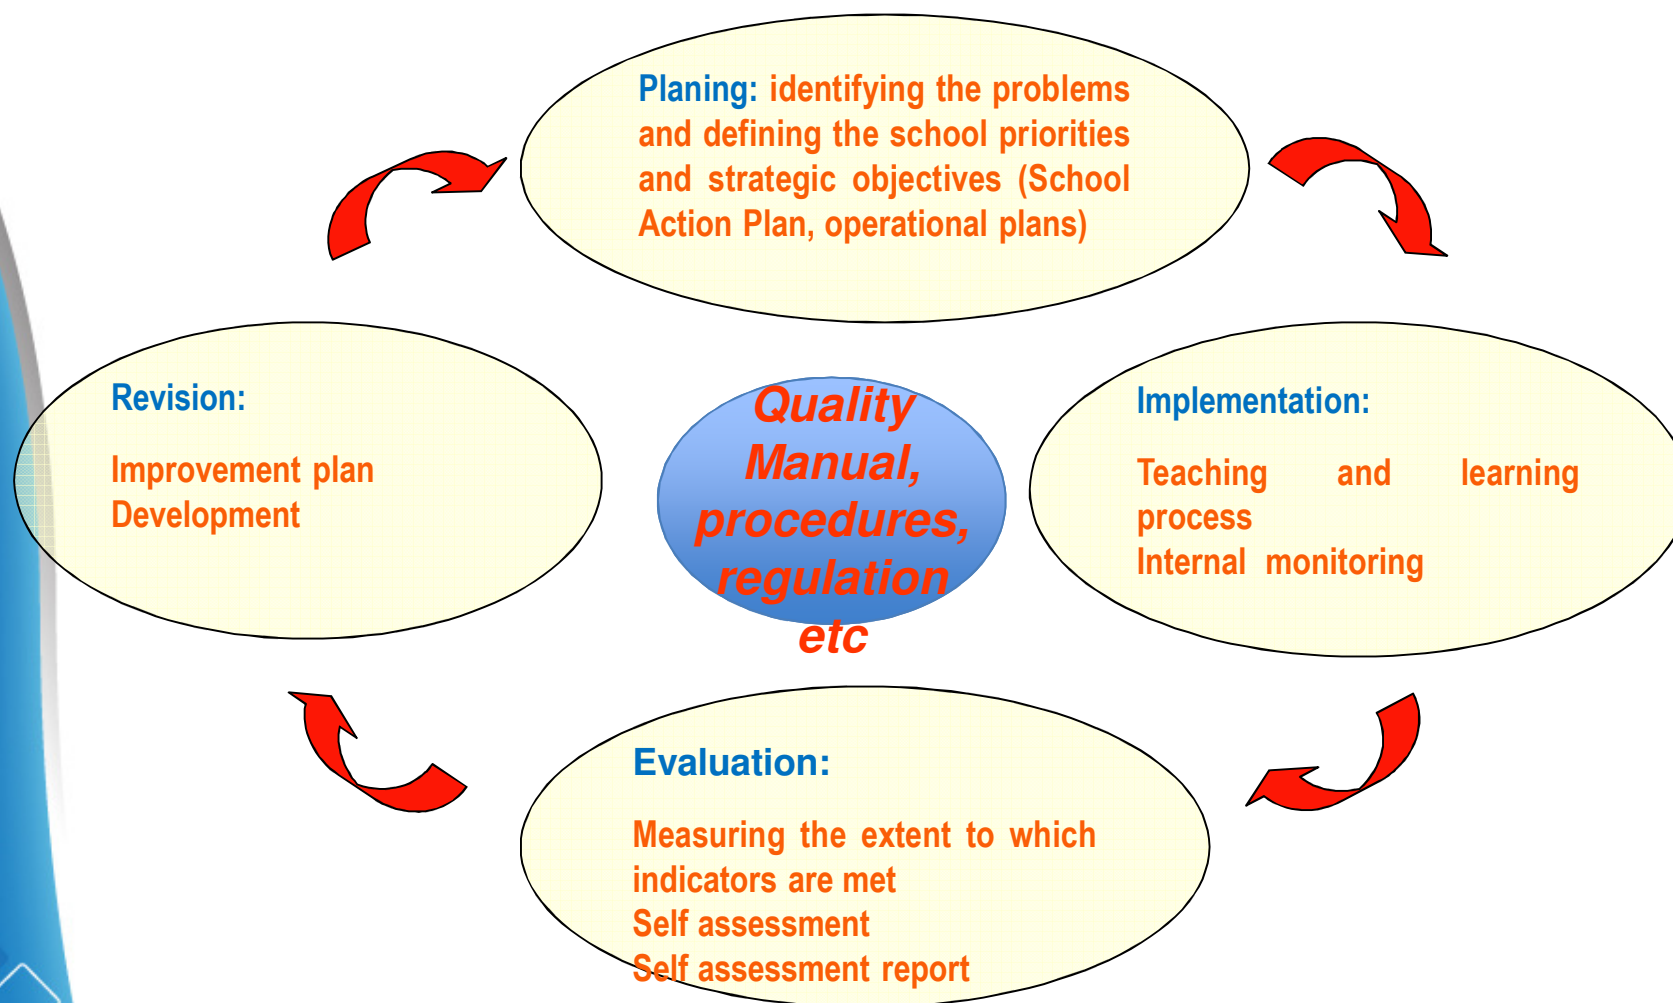 Planing: identifying the problems
and defining the school priorities
and strategic objectives (School
Action Plan, operational plans)
Revision:
Improvement plan
Development
Quality
Manual,
procedures,
regulation
etc
Implementation:
Teaching and learning
process
Internal monitoring
Evaluation:
Measuring the extent to which
indicators are met
Self assessment
Self assessment report